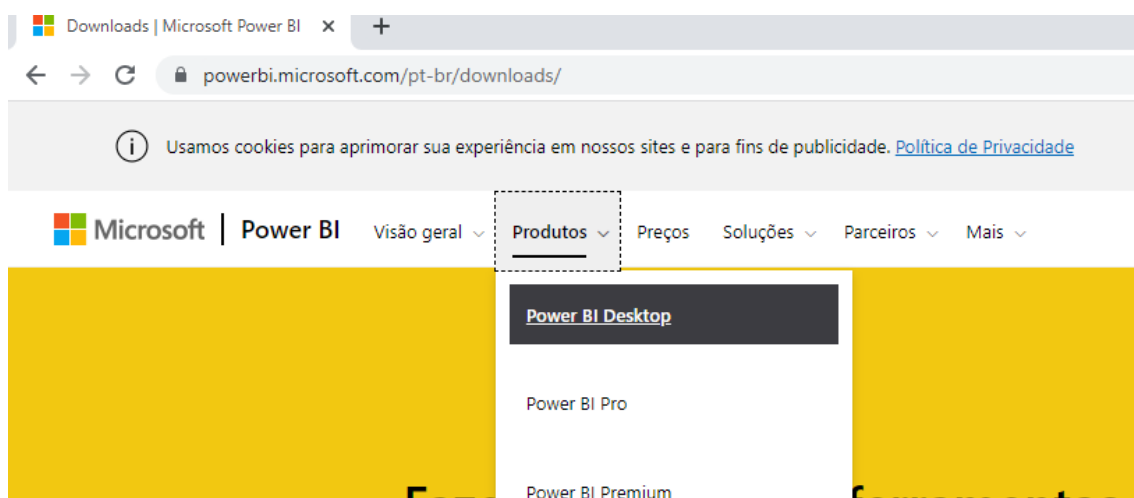 Downloads | Microsoft Power BI
powerbi.microsoft.com/pt-br/downloads/
Usamos cookies para aprimorar sua experiência em nossos sites e para fins de publicidade. Política de Privacidade
Microsoft | Power BI Visão geral Produtos Preços Soluções Parceiros Mais
Power BI Desktop
Power BI Pro
Power BI Premium